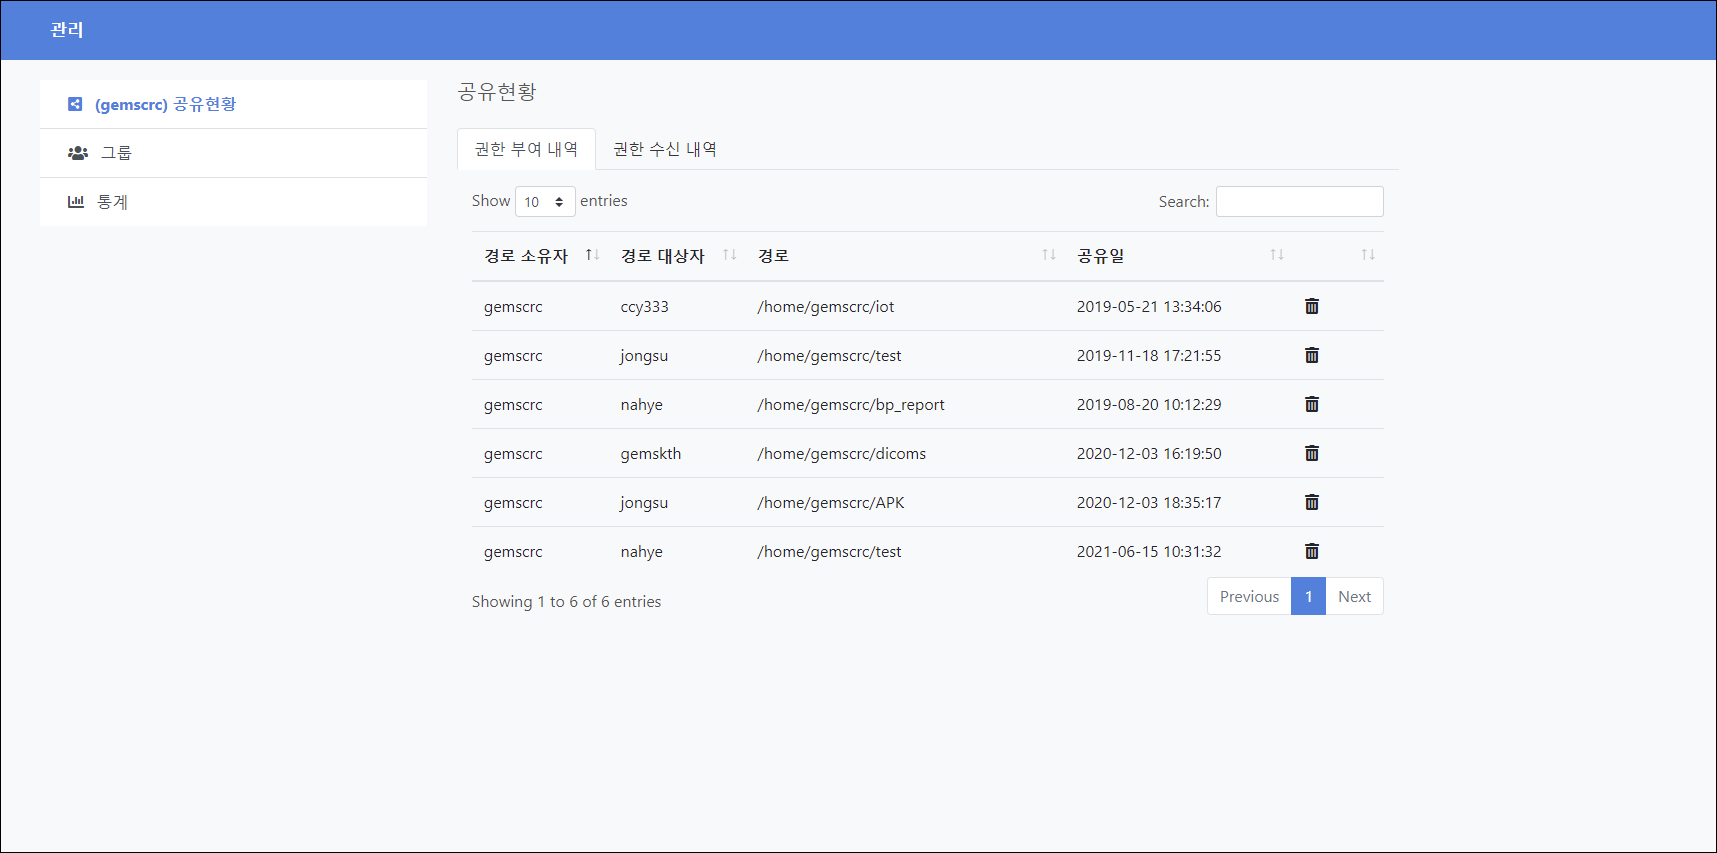 관리
(gemscrc) 공유현황
그룹
통계
공유현황
권한 부여 내역 권한 수신 내역
Show 10 entries Search:
경로 소유자 경로 대상자 경로 공유일
gemscrc ccy333 /home/gemscrc/iot 2019-05-21 13:34:06
gemscrc jongsu /home/gemscrc/test 2019-11-18 17:21:55
gemscrc nahye /home/gemscrc/bp_report 2019-08-20 10:12:29
gemscrc gemskth /home/gemscrc/dicoms 2020-12-03 16:19:50
gemscrc jongsu /home/gemscrc/APK 2020-12-03 18:35:17
gemscrc nahye /home/gemscrc/test 2021-06-15 10:31:32
Showing 1 to 6 of 6 entries Previous 1 Next